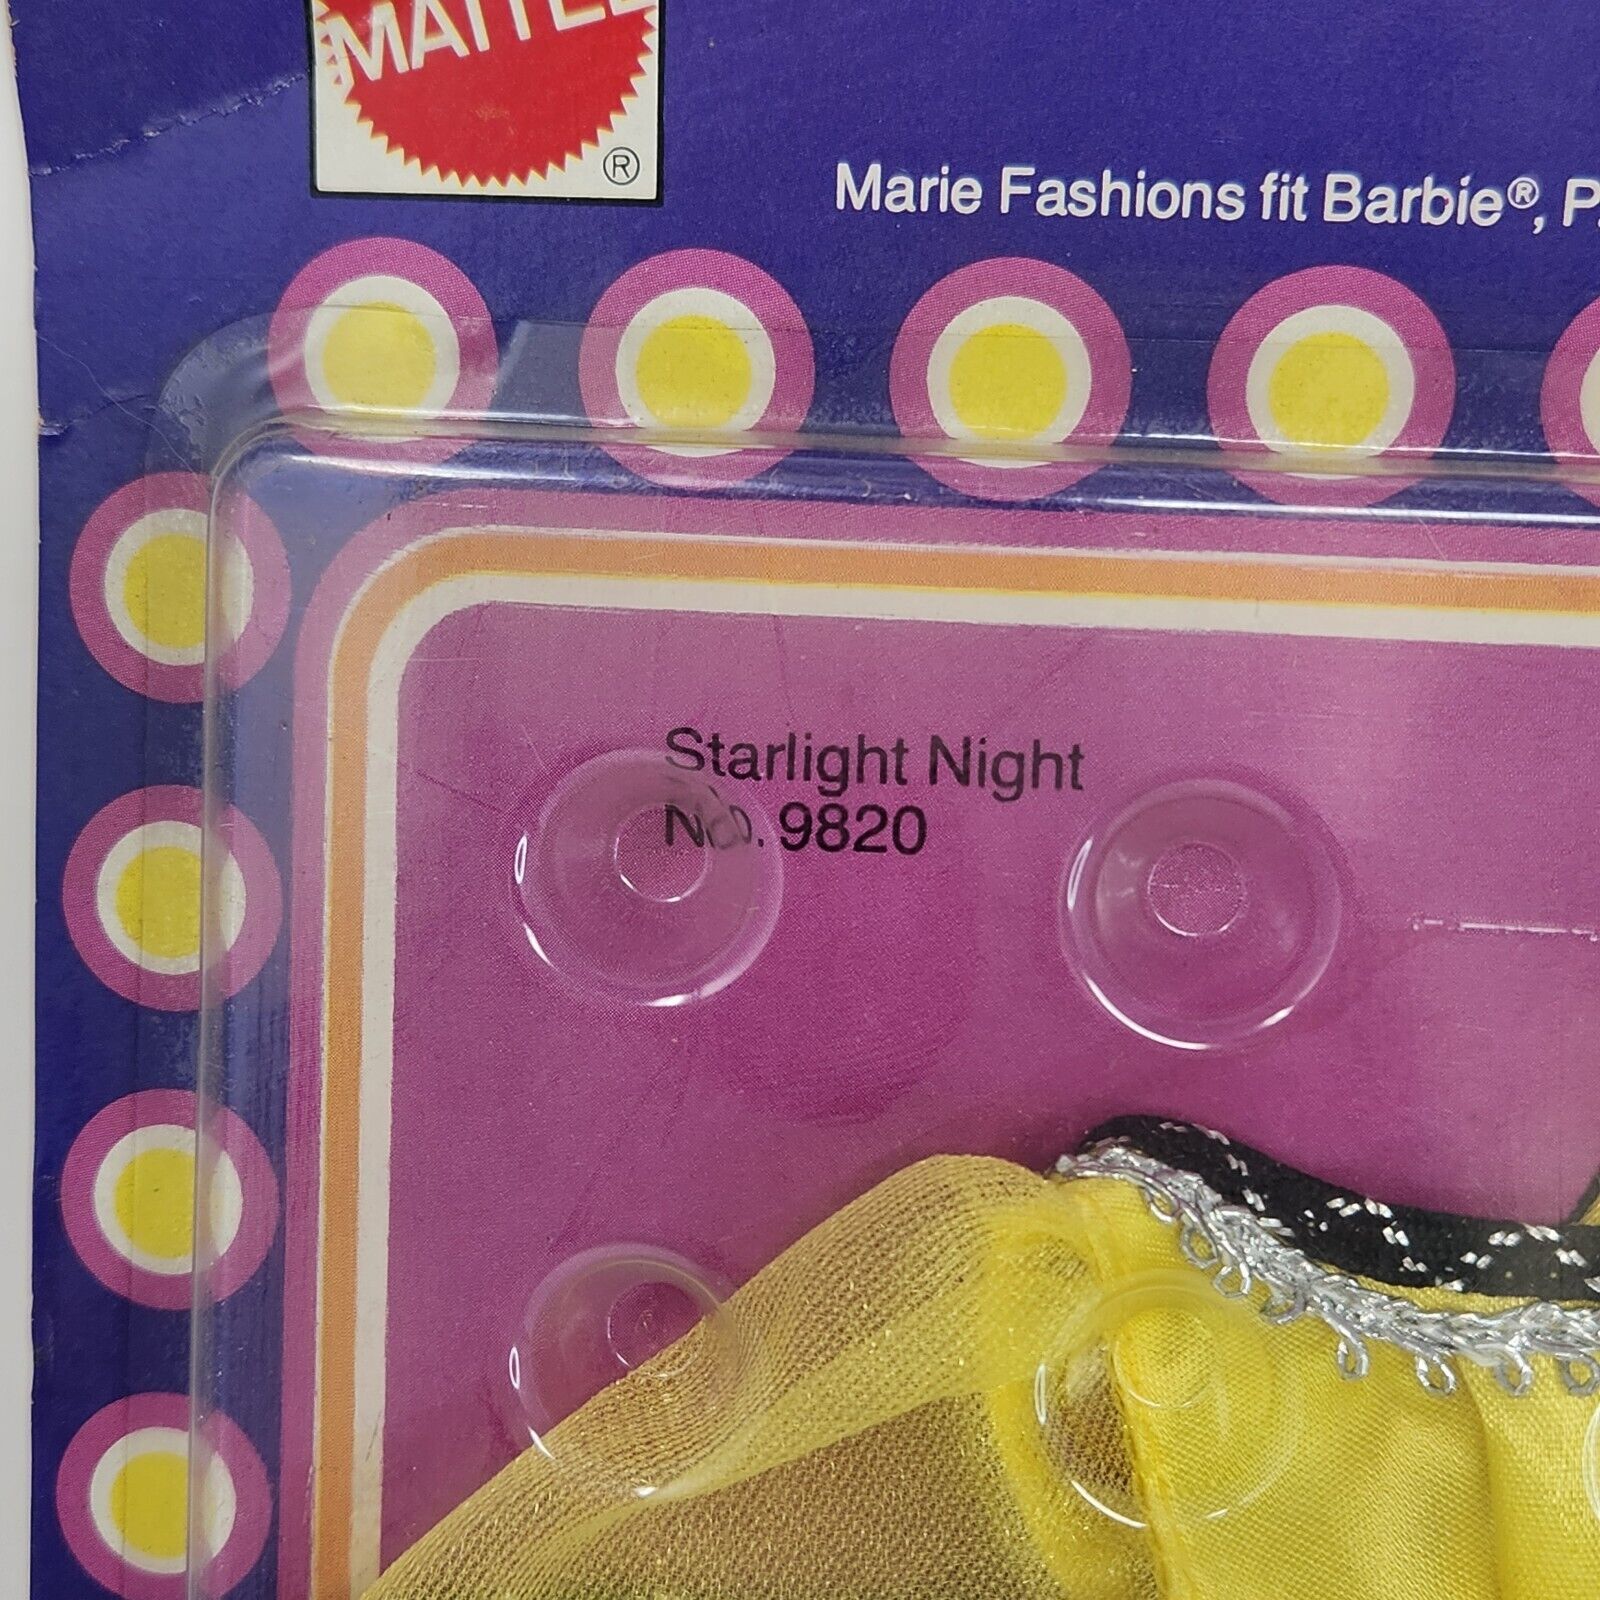 MATTEL
®
Marie Fashions fit Barbie®, P
Starlight Night
No. 9820